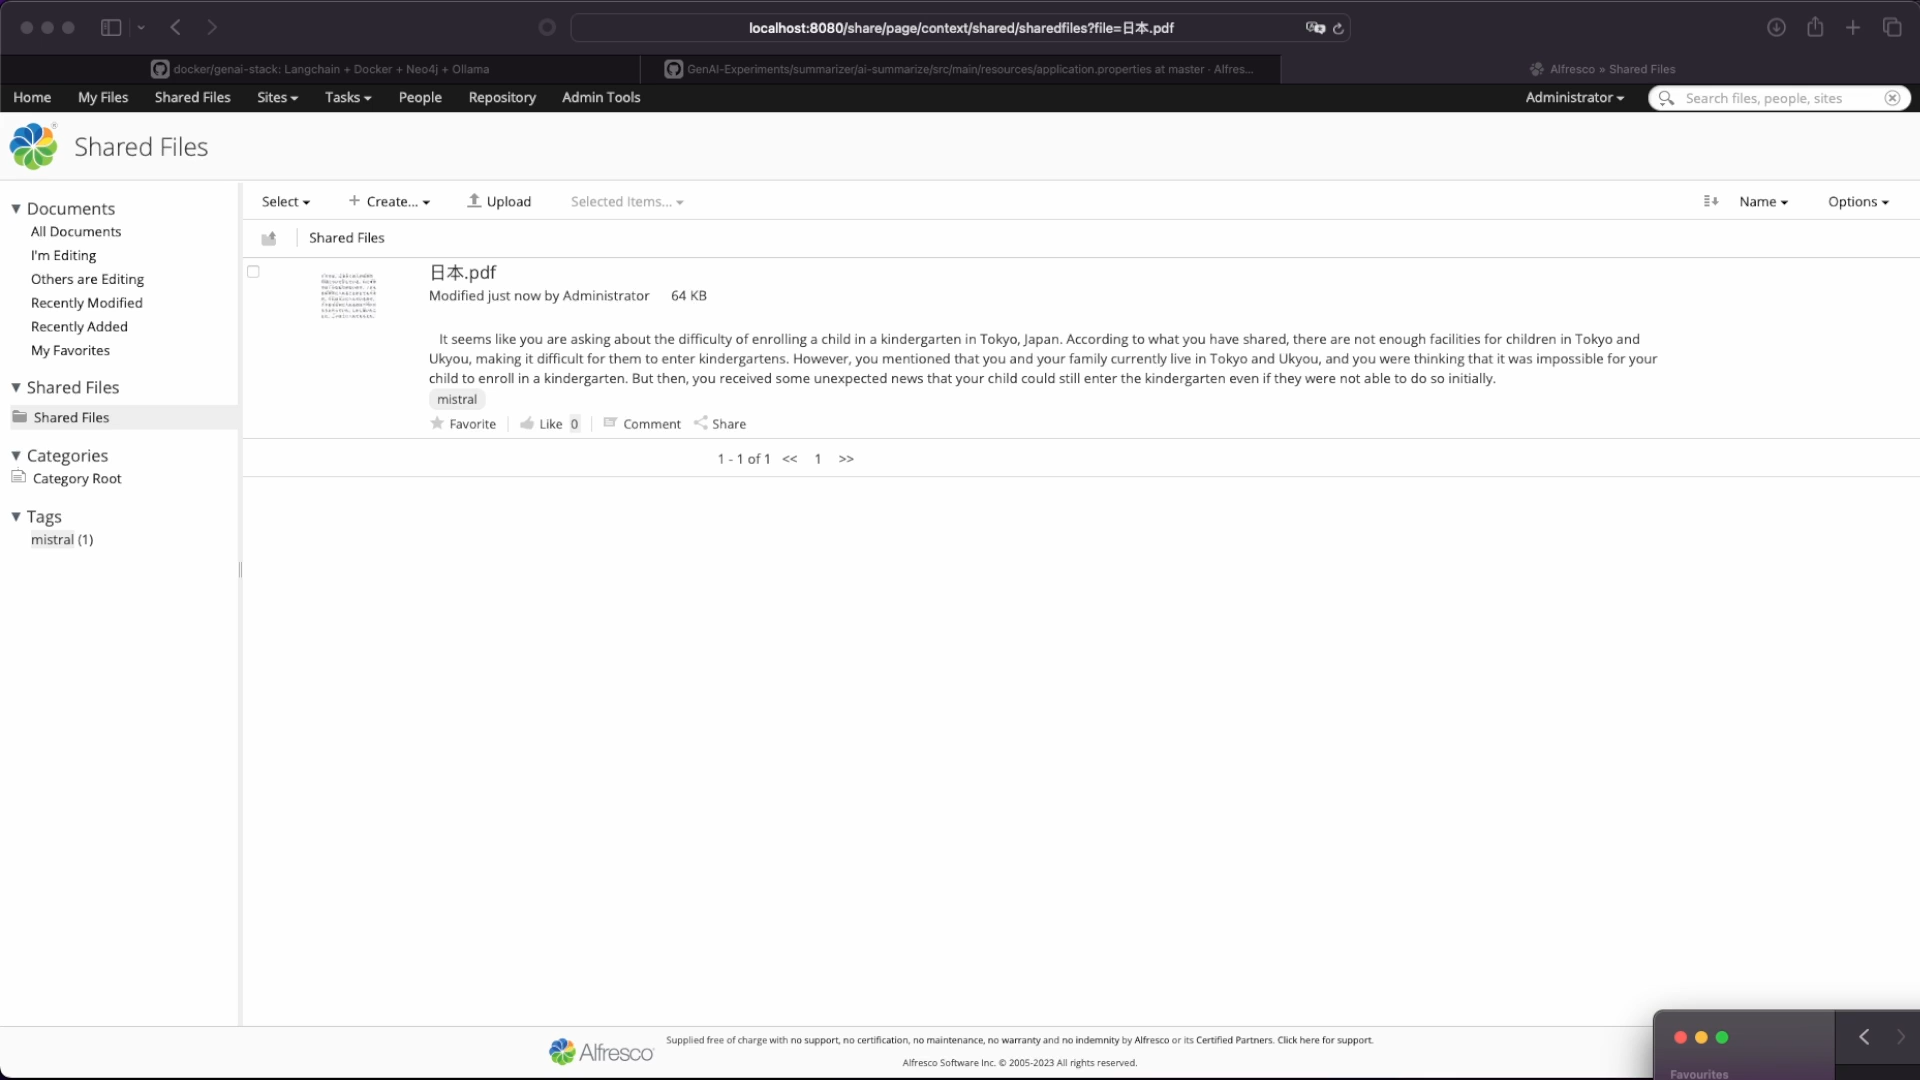 localhost:8080/share/page/context/shared/sharedfiles?file=日本.pdf
docker/genai-stack: Langchain + Docker + Neo4j + Ollama
GenAI-Experiments/summarizer/ai-summarize/src/main/resources/application.properties at master · Alfres...
Alfresco » Shared Files
Home My Files Shared Files Sites Tasks People Repository Admin Tools
Administrator
Search files, people, sites
Shared Files
Documents
All Documents
I'm Editing
Others are Editing
Recently Modified
Recently Added
My Favorites
Shared Files
Shared Files
Categories
Category Root
Tags
mistral (1)
Select Create... Upload Selected Items... Name Options
Shared Files
日本.pdf
Modified just now by Administrator 64 KB
It seems like you are asking about the difficulty of enrolling a child in a kindergarten in Tokyo, Japan. According to what you have shared, there are not enough facilities for children in Tokyo and
Ukyou, making it difficult for them to enter kindergartens. However, you mentioned that you and your family currently live in Tokyo and Ukyou, and you were thinking that it was impossible for your
child to enroll in a kindergarten. But then, you received some unexpected news that your child could still enter the kindergarten even if they were not able to do so initially.
mistral
Favorite Like 0 Comment Share
1 - 1 of 1 << 1 >>
Alfresco
Supplied free of charge with no support, no certification, no maintenance, no warranty and no indemnity by Alfresco or its Certified Partners. Click here for support.
Alfresco Software Inc. © 2005-2023 All rights reserved.
Favourites